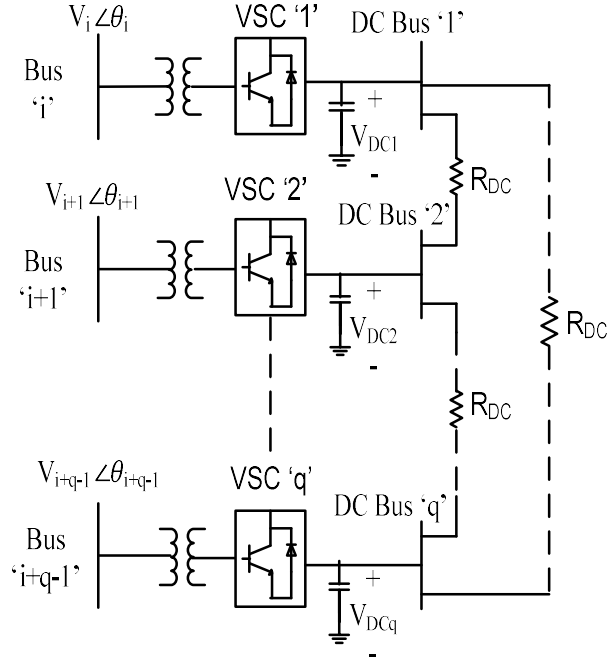 V_i∠θ_i
VSC '1'
DC Bus '1'
Bus
'i'
+
V_DC1
-
R_DC
V_i+1∠θ_i+1
VSC '2'
DC Bus '2'
Bus
'i+1'
+
V_DC2
-
R_DC
R_DC
V_i+q-1∠θ_i+q-1
VSC 'q'
DC Bus 'q'
Bus
'i+q-1'
+
V_DCq
-